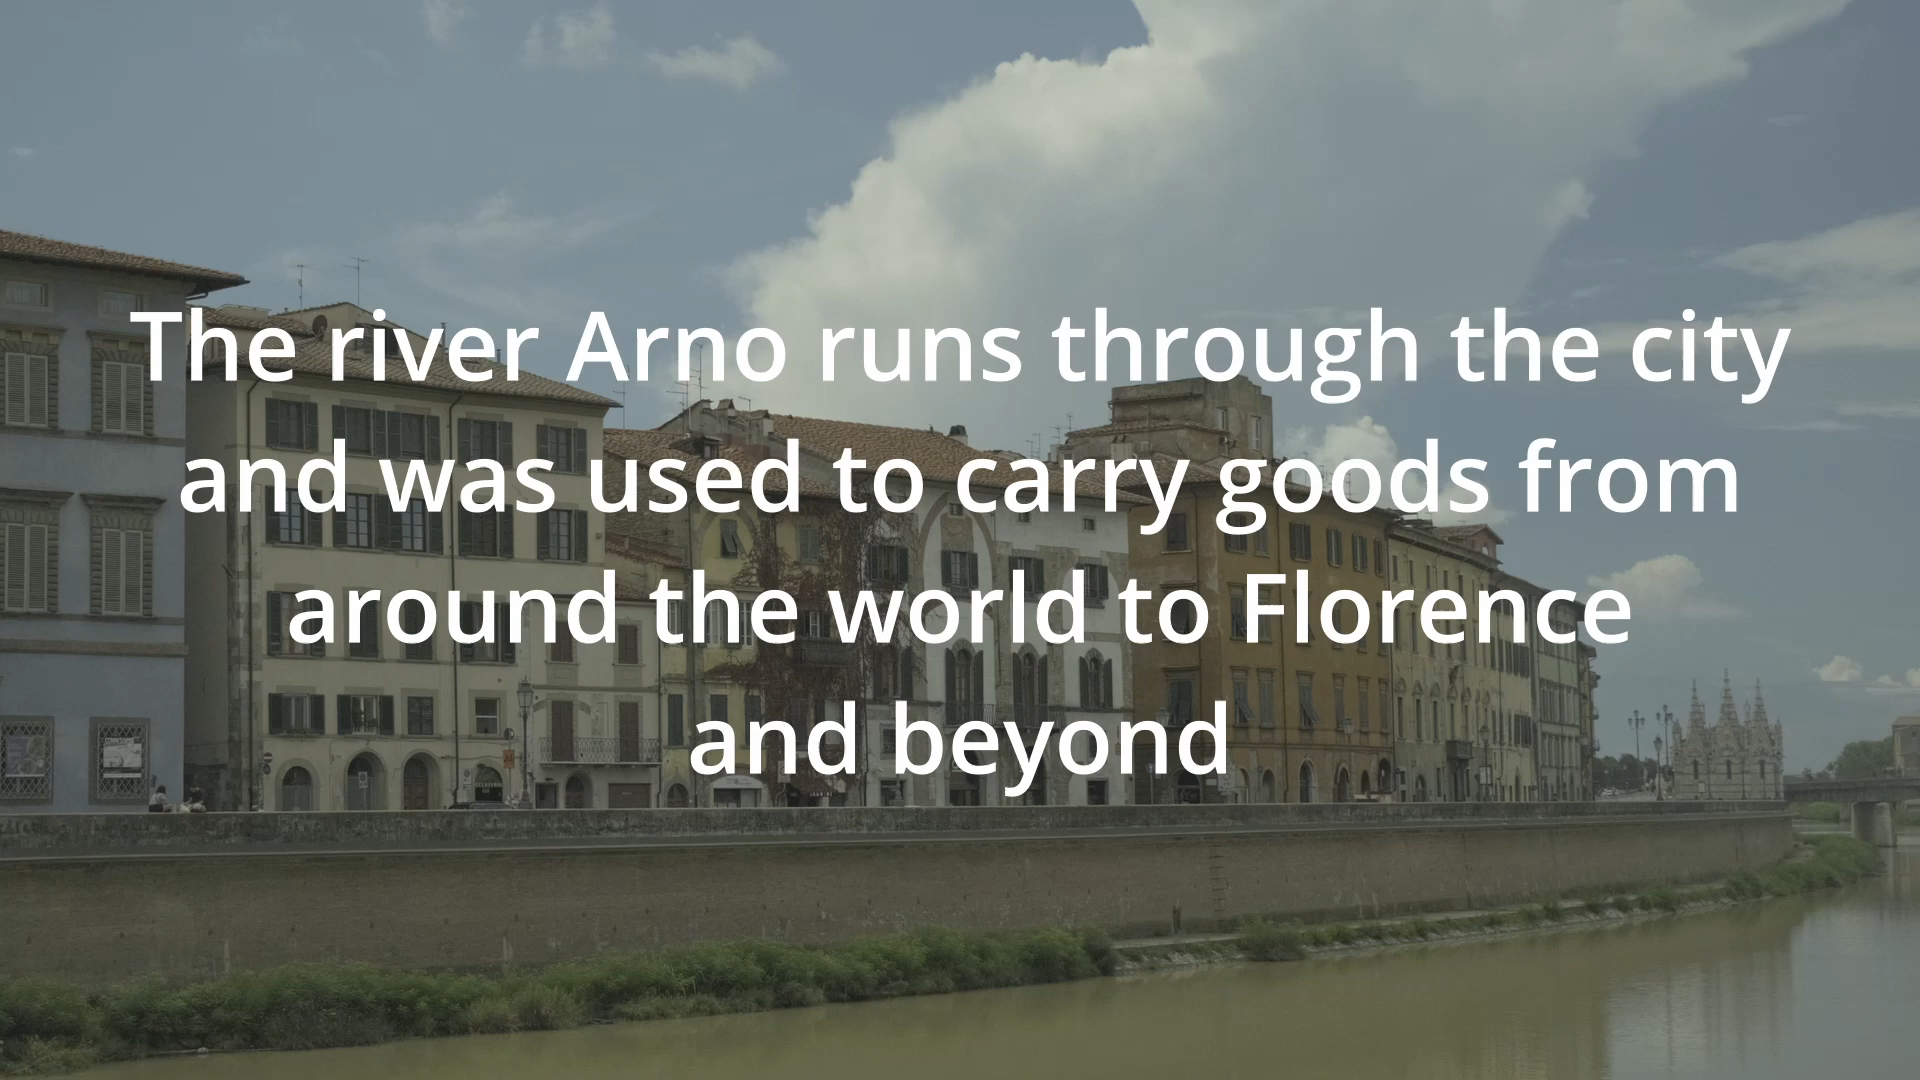 The river Arno runs through the city
and was used to carry goods from
around the world to Florence
and beyond